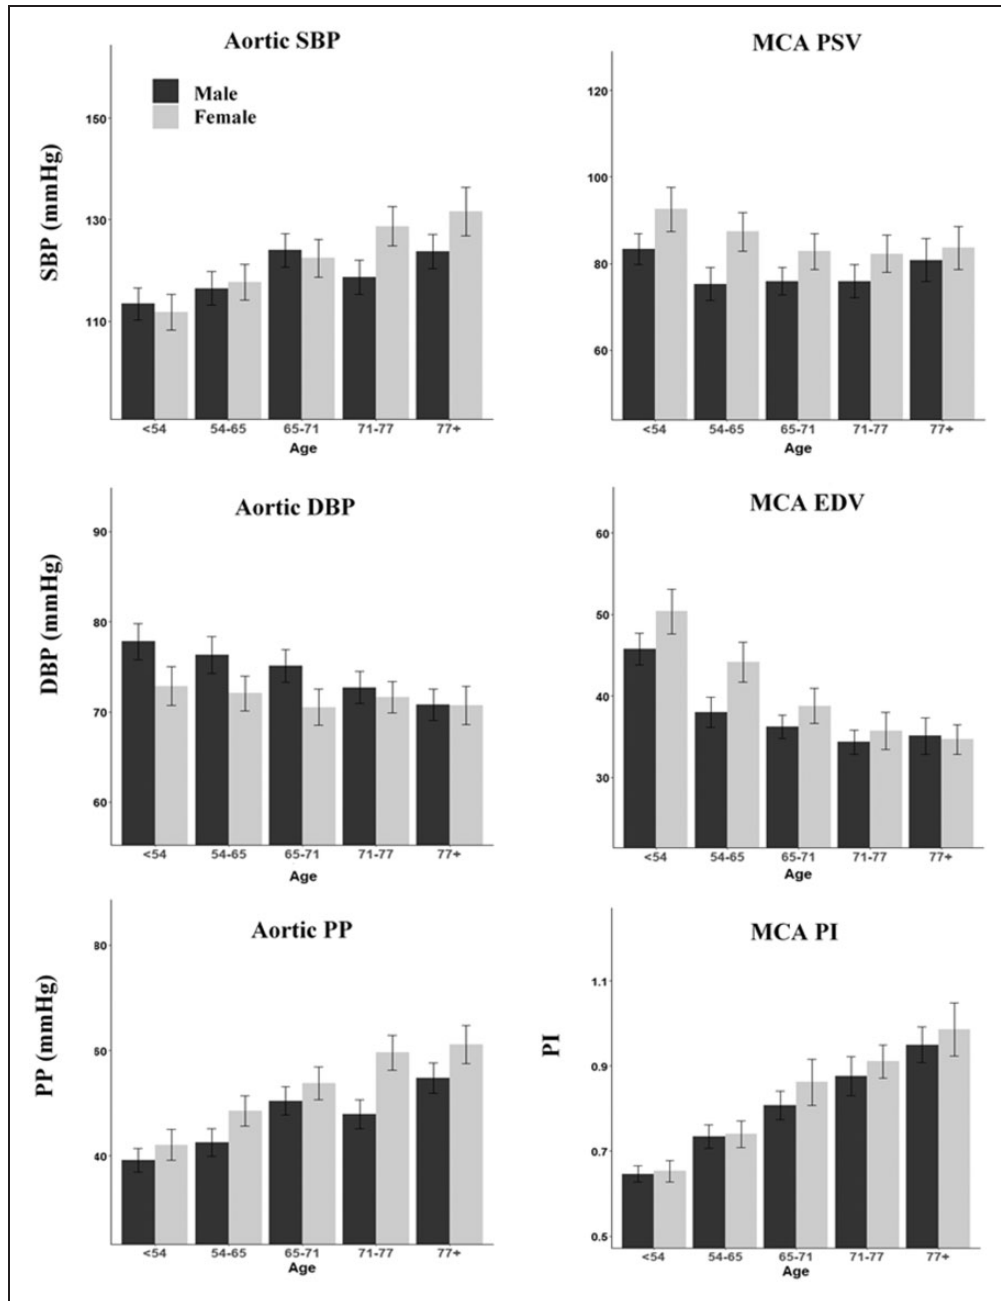 Aortic SBP
Male
Female
SBP (mmHg)
150
130
110
<54 54-65 65-71 71-77 77+
Age
MCA PSV
120
100
80
60
<54 54-65 65-71 71-77 77+
Age
Aortic DBP
DBP (mmHg)
90
80
70
60
<54 54-65 65-71 71-77 77+
Age
MCA EDV
60
50
40
30
<54 54-65 65-71 71-77 77+
Age
Aortic PP
PP (mmHg)
80
60
40
<54 54-65 65-71 71-77 77+
Age
MCA PI
PI
1.1
0.9
0.7
0.5
<54 54-65 65-71 71-77 77+
Age